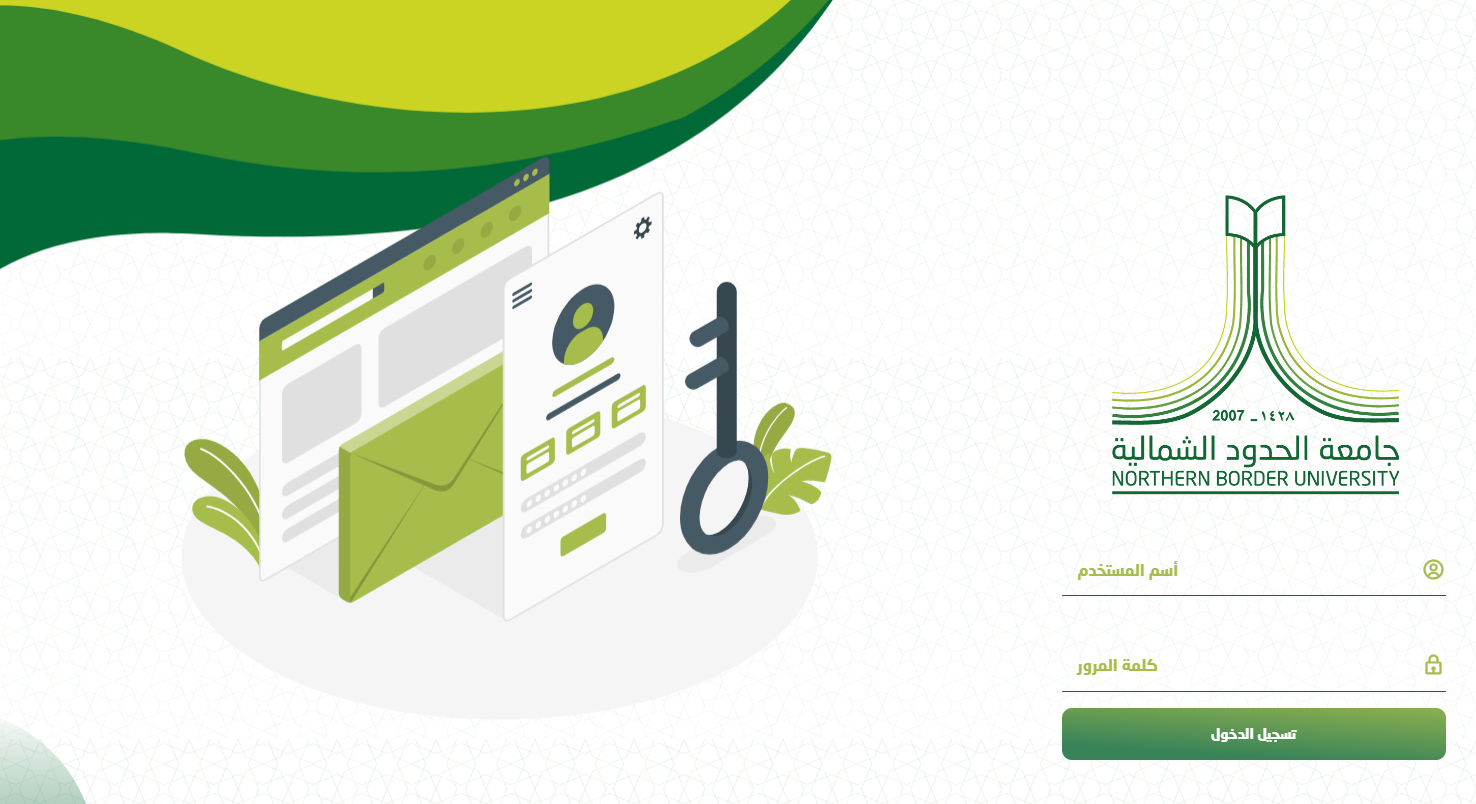 2007 _ ١٤٢٨
جامعة الحدود الشمالية
NORTHERN BORDER UNIVERSITY
أسم المستخدم
كلمة المرور
تسجيل الدخول